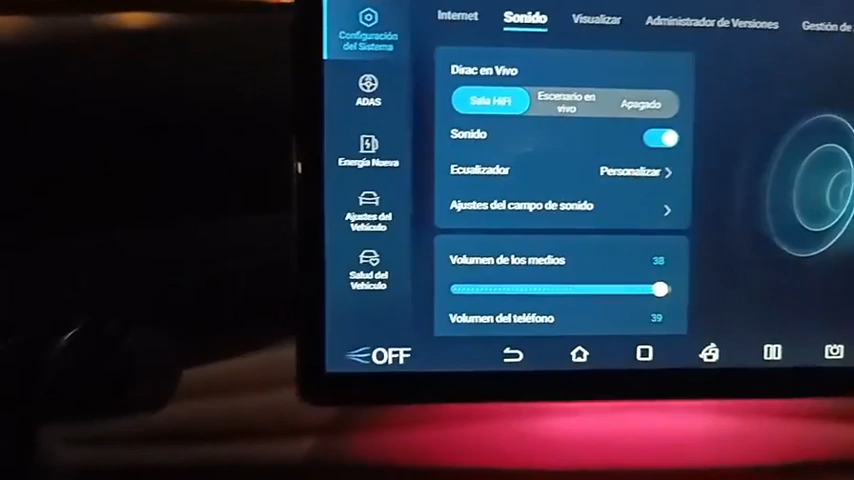 Internet
Sonido
Visualizar
Administrador de Versiones
Gestión de
Configuración
del Sistema
ADAS
Energía Nueva
Ajustes del
Vehículo
Salud del
Vehículo
Dirac en Vivo
Sala HiFi
Escenario en
vivo
Apagado
Sonido
Ecualizador
Personalizar >
Ajustes del campo de sonido >
Volumen de los medios
38
Volumen del teléfono
39
OFF